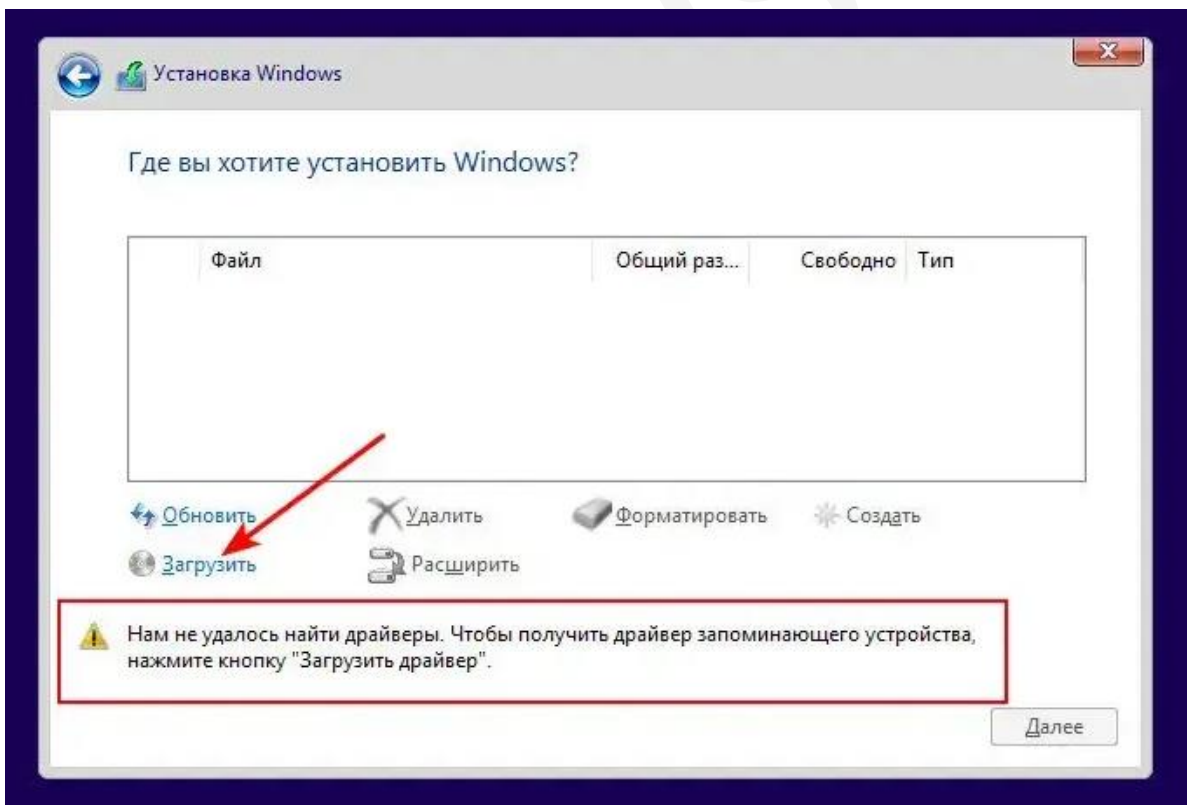 Установка Windows
Где вы хотите установить Windows?
Файл Общий раз... Свободно Тип
Обновить Удалить Форматировать Создать
Загрузить Расширить
Нам не удалось найти драйверы. Чтобы получить драйвер запоминающего устройства,
нажмите кнопку "Загрузить драйвер".
Далее